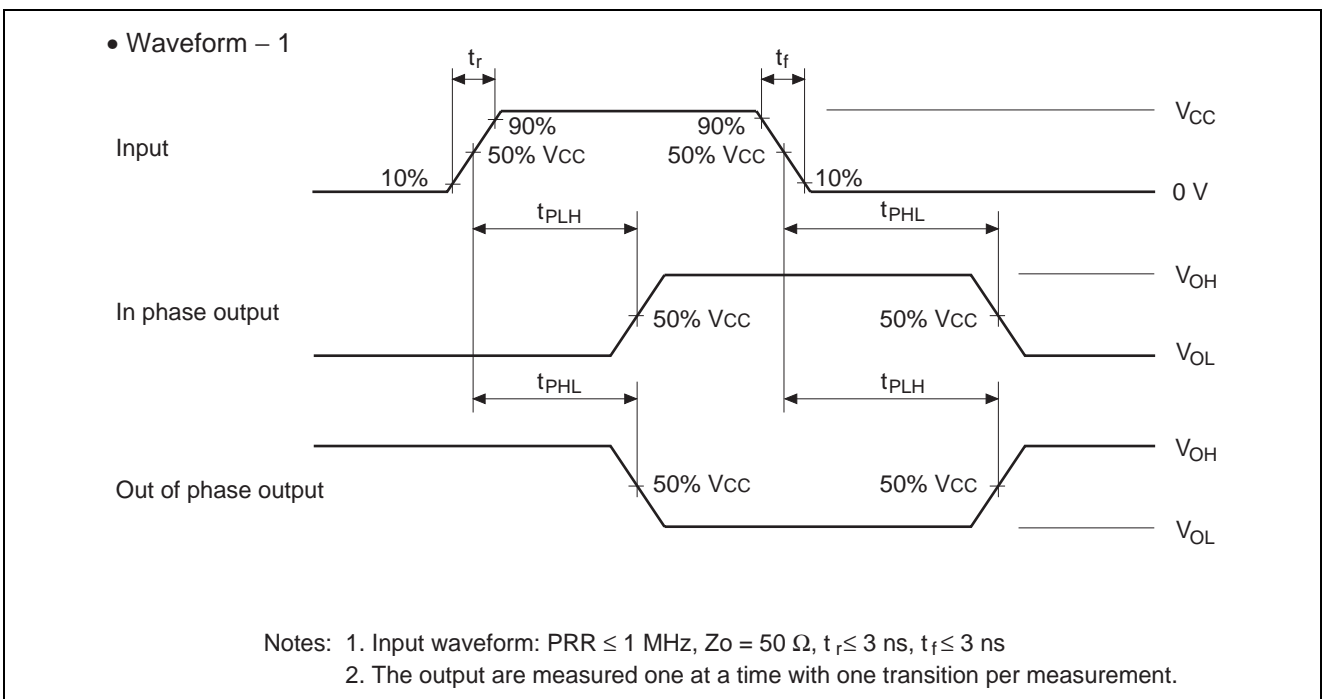 • Waveform – 1
tr tf
Input
90% 90%
50% VCC 50% VCC
10% 10%
VCC
0 V
tPLH tPHL
In phase output
50% VCC 50% VCC
VOH
VOL
tPHL tPLH
Out of phase output
50% VCC 50% VCC
VOH
VOL
Notes: 1. Input waveform: PRR ≤ 1 MHz, Zo = 50 Ω, t r ≤ 3 ns, t f ≤ 3 ns
2. The output are measured one at a time with one transition per measurement.